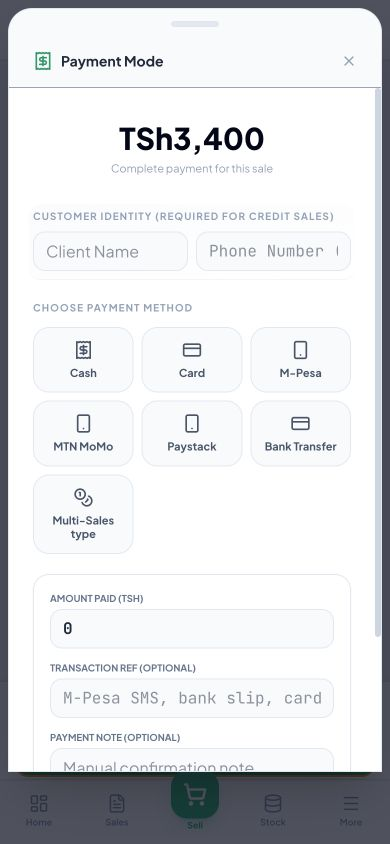 Payment Mode
TSh3,400
Complete payment for this sale
CUSTOMER IDENTITY (REQUIRED FOR CREDIT SALES)
Client Name
Phone Number (
CHOOSE PAYMENT METHOD
Cash
Card
M-Pesa
MTN MoMo
Paystack
Bank Transfer
Multi-Sales
type
AMOUNT PAID (TSH)
0
TRANSACTION REF (OPTIONAL)
M-Pesa SMS, bank slip, card
PAYMENT NOTE (OPTIONAL)
Manual confirmation note
Home
Sales
Sell
Stock
More